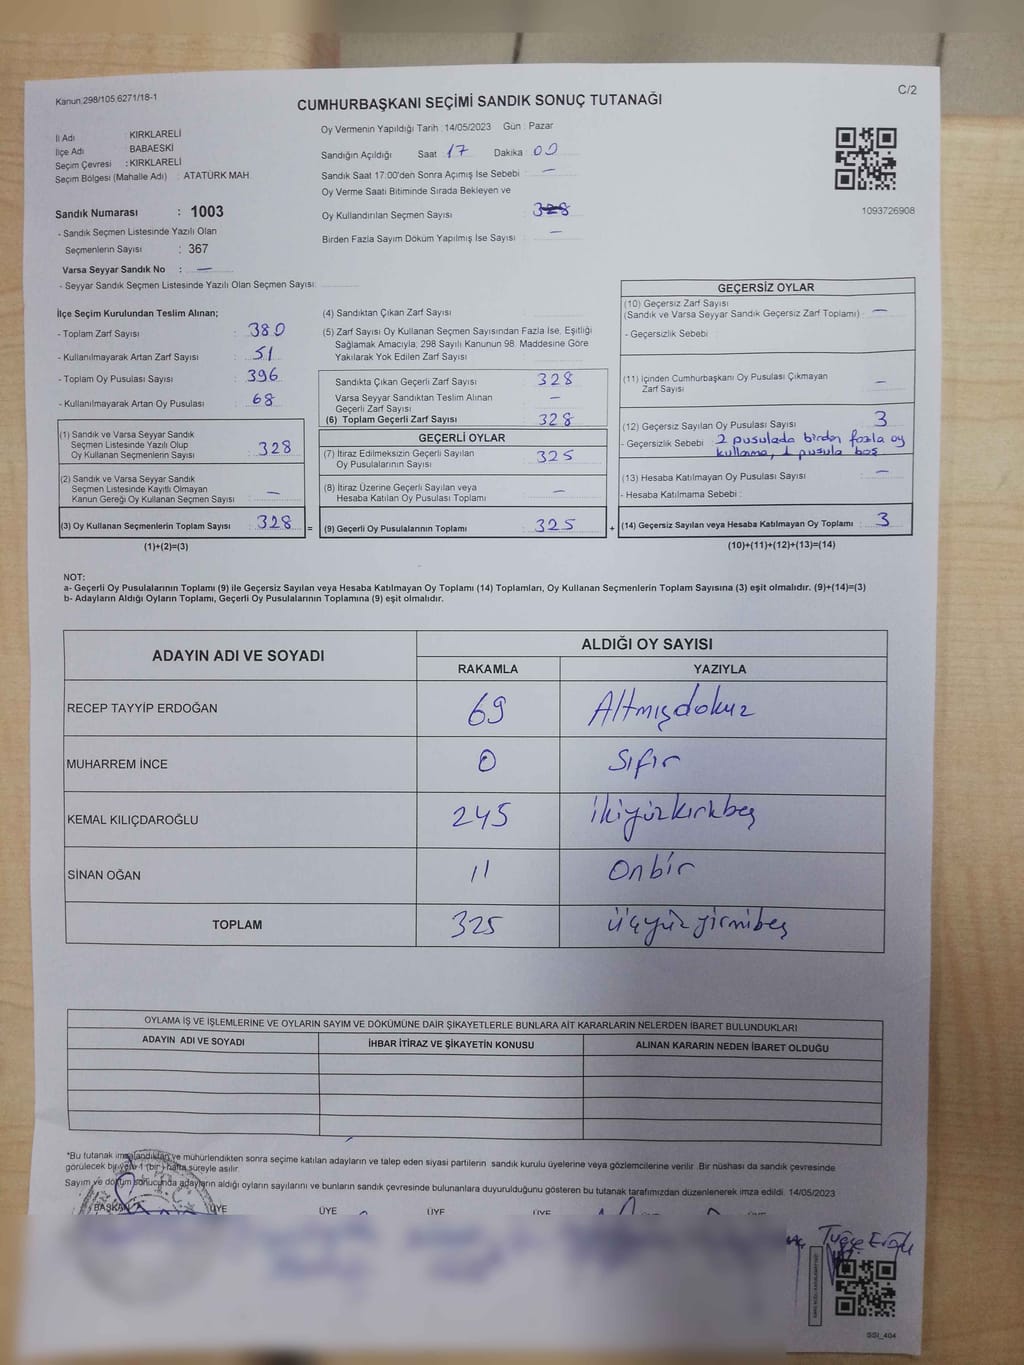 Kanun.298/105.6271/18-1
C/2
CUMHURBAŞKANI SEÇİMİ SANDIK SONUÇ TUTANAĞI
İl Adı KIRKLARELİ
İlçe Adı BABAESKİ
Seçim Çevresi : KIRKLARELİ
Seçim Bölgesi (Mahalle Adı) : ATATÜRK MAH
Sandık Numarası : 1003
- Sandık Seçmen Listesinde Yazılı Olan
Seçmenlerin Sayısı : 367
Varsa Seyyar Sandık No : —
- Seyyar Sandık Seçmen Listesinde Yazılı Olan Seçmen Sayısı:
Oy Vermenin Yapıldığı Tarih : 14/05/2023 Gün : Pazar
Sandığın Açıldığı Saat 17 Dakika 00
Sandık Saat 17:00'den Sonra Açımış İse Sebebi : —
Oy Verme Saati Bitiminde Sırada Bekleyen ve
Oy Kullandırılan Seçmen Sayısı : 328
Birden Fazla Sayım Döküm Yapılmış İse Sayısı : —
1093726908
İlçe Seçim Kurulundan Teslim Alınan;
- Toplam Zarf Sayısı : 380
- Kullanılmayarak Artan Zarf Sayısı : 51
- Toplam Oy Pusulası Sayısı : 396
- Kullanılmayarak Artan Oy Pusulası : 68
(1) Sandık ve Varsa Seyyar Sandık
Seçmen Listesinde Yazılı Olup
Oy Kullanan Seçmenlerin Sayısı : 328
(2) Sandık ve Varsa Seyyar Sandık
Seçmen Listesinde Kayıtlı Olmayan
Kanun Gereği Oy Kullanan Seçmen Sayısı : —
(3) Oy Kullanan Seçmenlerin Toplam Sayısı : 328 =
(1)+(2)=(3)
(4) Sandıktan Çıkan Zarf Sayısı :
(5) Zarf Sayısı Oy Kullanan Seçmen Sayısından Fazla İse, Eşitliği
Sağlamak Amacıyla; 298 Sayılı Kanunun 98. Maddesine Göre
Yakılarak Yok Edilen Zarf Sayısı :
Sandıkta Çıkan Geçerli Zarf Sayısı : 328
Varsa Seyyar Sandıktan Teslim Alınan
Geçerli Zarf Sayısı : —
(6) Toplam Geçerli Zarf Sayısı : 328
GEÇERLİ OYLAR
(7) İtiraz Edilmeksizin Geçerli Sayılan
Oy Pusulalarının Sayısı : 325
(8) İtiraz Üzerine Geçerli Sayılan veya
Hesaba Katılan Oy Pusulası Toplamı : —
(9) Geçerli Oy Pusulalarının Toplamı : 325 +
GEÇERSİZ OYLAR
(10) Geçersiz Zarf Sayısı
(Sandık ve Varsa Seyyar Sandık Geçersiz Zarf Toplamı) : —
- Geçersizlik Sebebi :
(11) İçinden Cumhurbaşkanı Oy Pusulası Çıkmayan
Zarf Sayısı : —
(12) Geçersiz Sayılan Oy Pusulası Sayısı : 3
- Geçersizlik Sebebi : 2 pusulada birden fazla oy
kullanma, 1 pusula boş
(13) Hesaba Katılmayan Oy Pusulası Sayısı : —
- Hesaba Katılmama Sebebi :
(14) Geçersiz Sayılan veya Hesaba Katılmayan Oy Toplamı : 3
(10)+(11)+(12)+(13)=(14)
NOT:
a- Geçerli Oy Pusulalarının Toplamı (9) ile Geçersiz Sayılan veya Hesaba Katılmayan Oy Toplamı (14) Toplamları, Oy Kullanan Seçmenlerin Toplam Sayısına (3) eşit olmalıdır. (9)+(14)=(3)
b- Adayların Aldığı Oyların Toplamı, Geçerli Oy Pusulalarının Toplamına (9) eşit olmalıdır.
ADAYIN ADI VE SOYADI ALDIĞI OY SAYISI
RAKAMLA YAZIYLA
RECEP TAYYİP ERDOĞAN 69 Altmışdokuz
MUHARREM İNCE 0 Sıfır
KEMAL KILIÇDAROĞLU 245 İkiyüzkırkbeş
SİNAN OĞAN 11 Onbir
TOPLAM 325 Üçyüzyirmibeş
OYLAMA İŞ VE İŞLEMLERİNE VE OYLARIN SAYIM VE DÖKÜMÜNE DAİR ŞİKAYETLERLE BUNLARA AİT KARARLARIN NELERDEN İBARET BULUNDUKLARI
ADAYIN ADI VE SOYADI İHBAR İTİRAZ VE ŞİKAYETİN KONUSU ALINAN KARARIN NEDEN İBARET OLDUĞU
*Bu tutanak imzalandıktan ve mühürlendikten sonra seçime katılan adayların ve talep eden siyasi partilerin sandık kurulu üyelerine veya gözlemcilerine verilir. Bir nüshası da sandık çevresinde
görülecek bir yere 1 (bir) hafta süreyle asılır.
Sayım ve döküm sonucunda adayların aldığı oyların sayılarını ve bunların sandık çevresinde bulunanlara duyurulduğunu gösteren bu tutanak tarafımızdan düzenlenerek imza edildi. 14/05/2023
BAŞKAN ÜYE ÜYE ÜYE ÜYE ÜYE
Tuğçe
SSI_404